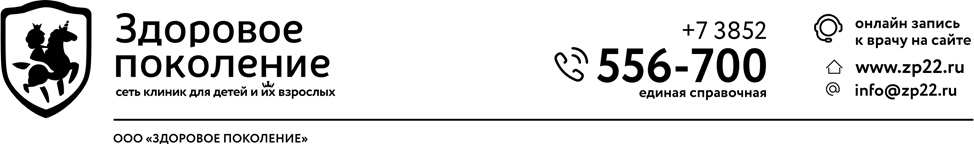 Здоровое
поколение
сеть клиник для детей и их взрослых
+7 3852
556-700
единая справочная
онлайн запись
к врачу на сайте
www.zp22.ru
@ info@zp22.ru
ООО «ЗДОРОВОЕ ПОКОЛЕНИЕ»